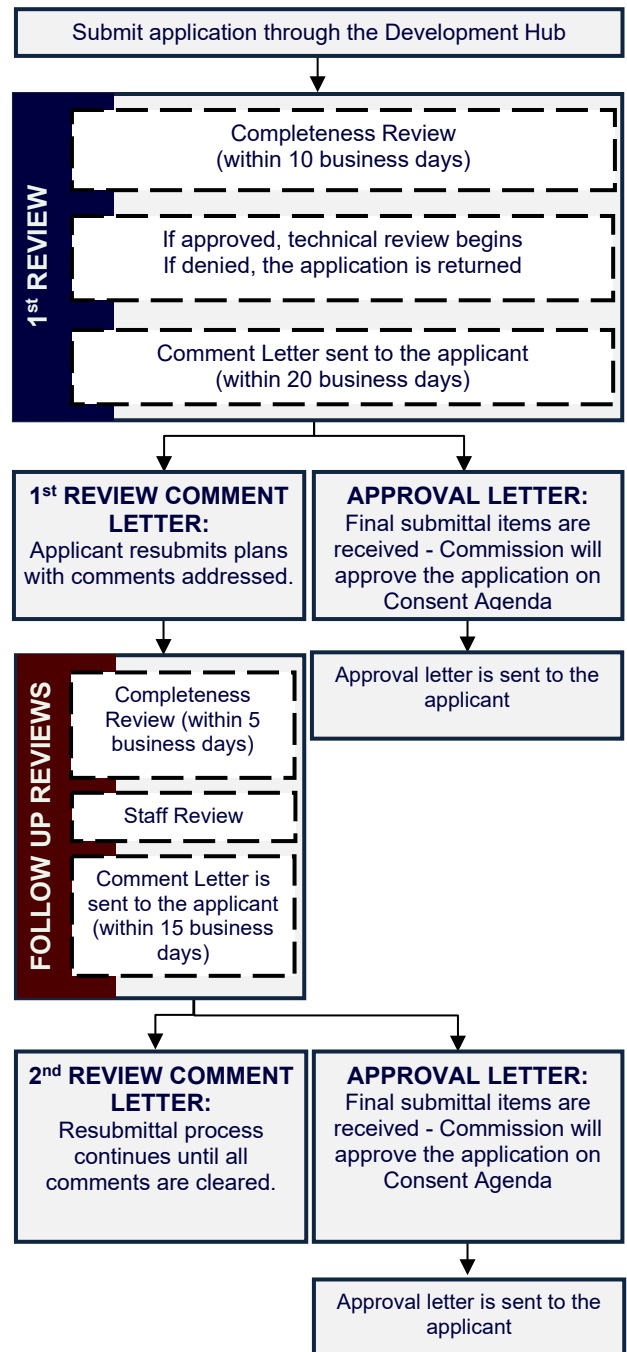 Submit application through the Development Hub
1st REVIEW
Completeness Review
(within 10 business days)
If approved, technical review begins
If denied, the application is returned
Comment Letter sent to the applicant
(within 20 business days)
1st REVIEW COMMENT
LETTER:
Applicant resubmits plans
with comments addressed.
APPROVAL LETTER:
Final submittal items are
received - Commission will
approve the application on
Consent Agenda
Approval letter is sent to the
applicant
FOLLOW UP REVIEWS
Completeness
Review (within 5
business days)
Staff Review
Comment Letter is
sent to the applicant
(within 15 business
days)
2nd REVIEW COMMENT
LETTER:
Resubmittal process
continues until all
comments are cleared.
APPROVAL LETTER:
Final submittal items are
received - Commission will
approve the application on
Consent Agenda
Approval letter is sent to the
applicant